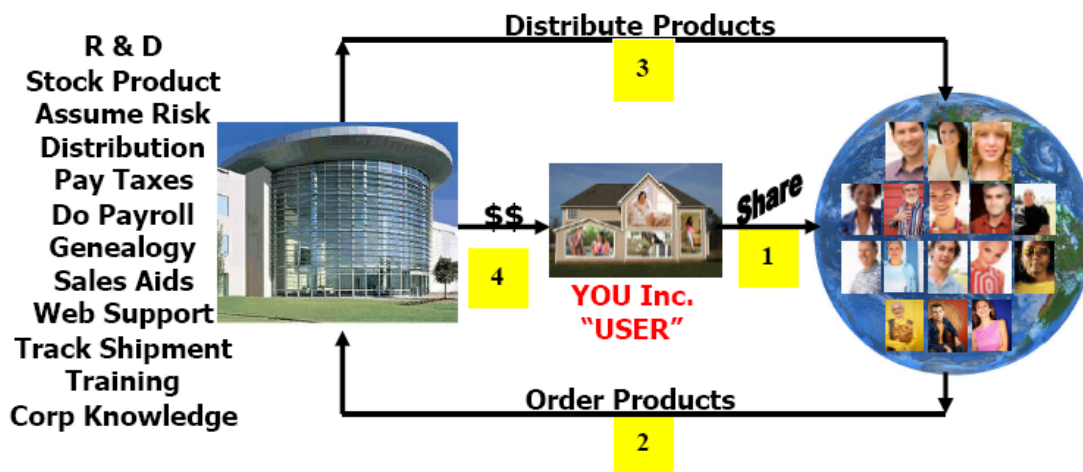 R & D
Stock Product
Assume Risk
Distribution
Pay Taxes
Do Payroll
Genealogy
Sales Aids
Web Support
Track Shipment
Training
Corp Knowledge
Distribute Products
3
$$
4
YOU Inc.
“USER”
Share
1
Order Products
2